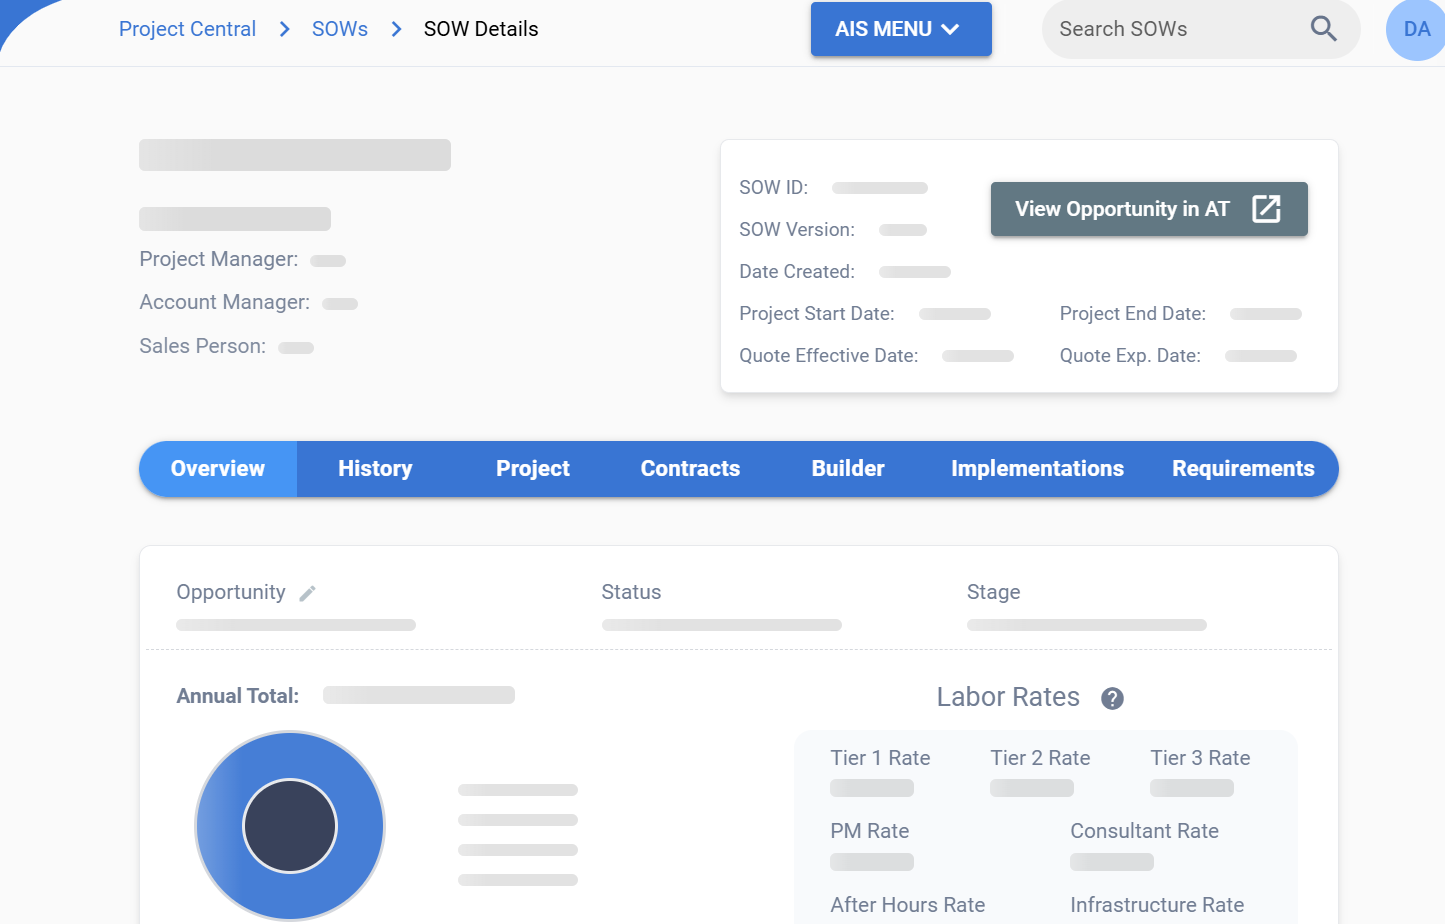 Project Central > SOWs > SOW Details
AIS MENU
Search SOWs
DA
SOW ID:
View Opportunity in AT
SOW Version:
Date Created:
Project Start Date:
Project End Date:
Quote Effective Date:
Quote Exp. Date:
Project Manager:
Account Manager:
Sales Person:
Overview
History
Project
Contracts
Builder
Implementations
Requirements
Opportunity
Status
Stage
Annual Total:
Labor Rates ?
Tier 1 Rate
Tier 2 Rate
Tier 3 Rate
PM Rate
Consultant Rate
After Hours Rate
Infrastructure Rate